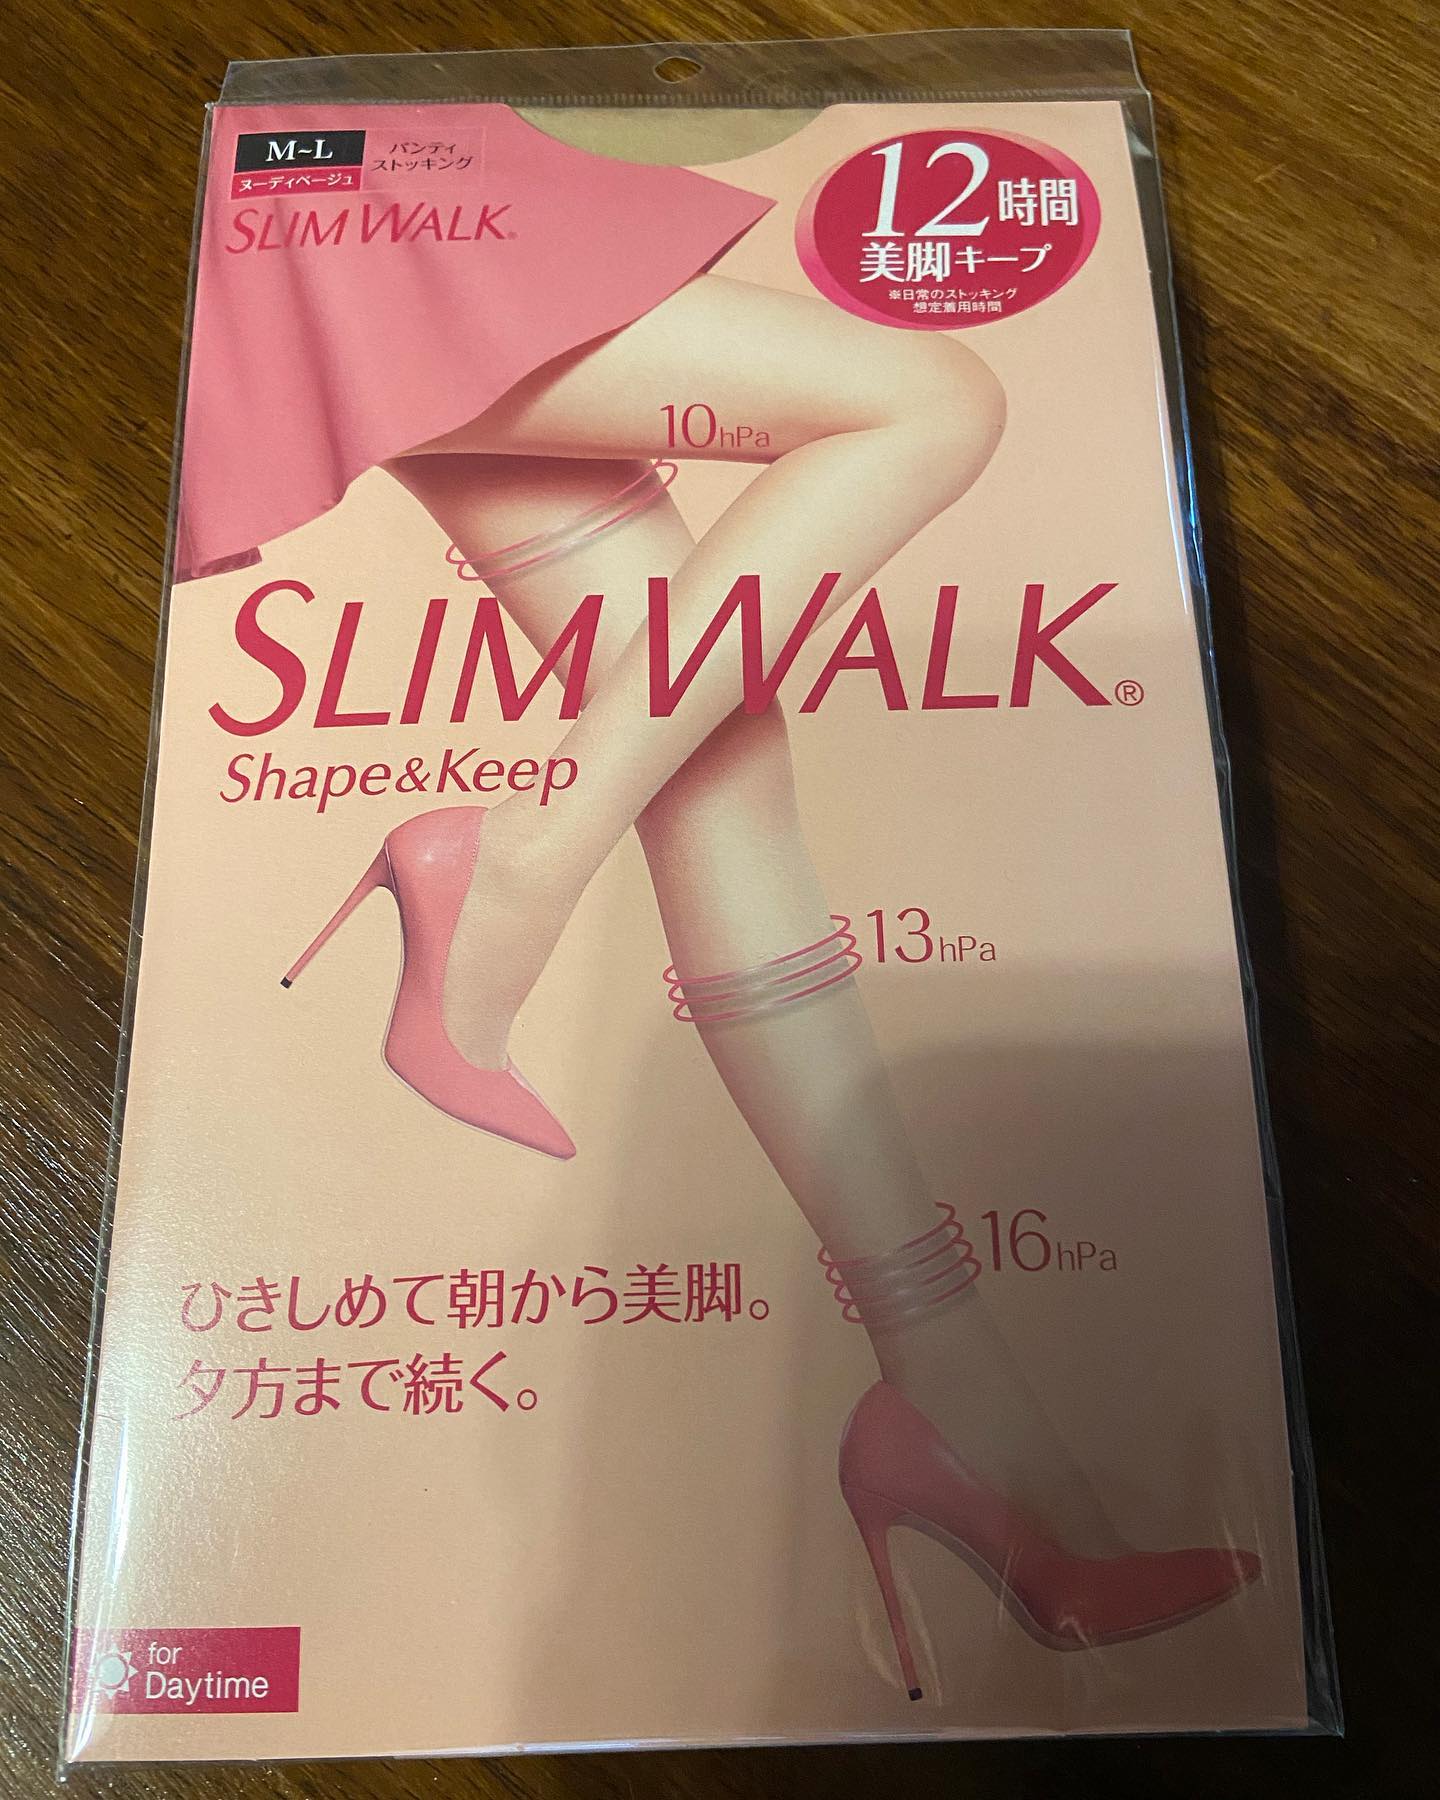 M~L
ヌーディベージュ
パンティ
ストッキング
SLIM WALK®
12時間
美脚キープ
※日常のストッキング
想定着用時間
10hPa
SLIM WALK®
Shape&Keep
13hPa
16hPa
ひきしめて朝から美脚。
夕方まで続く。
for
Daytime